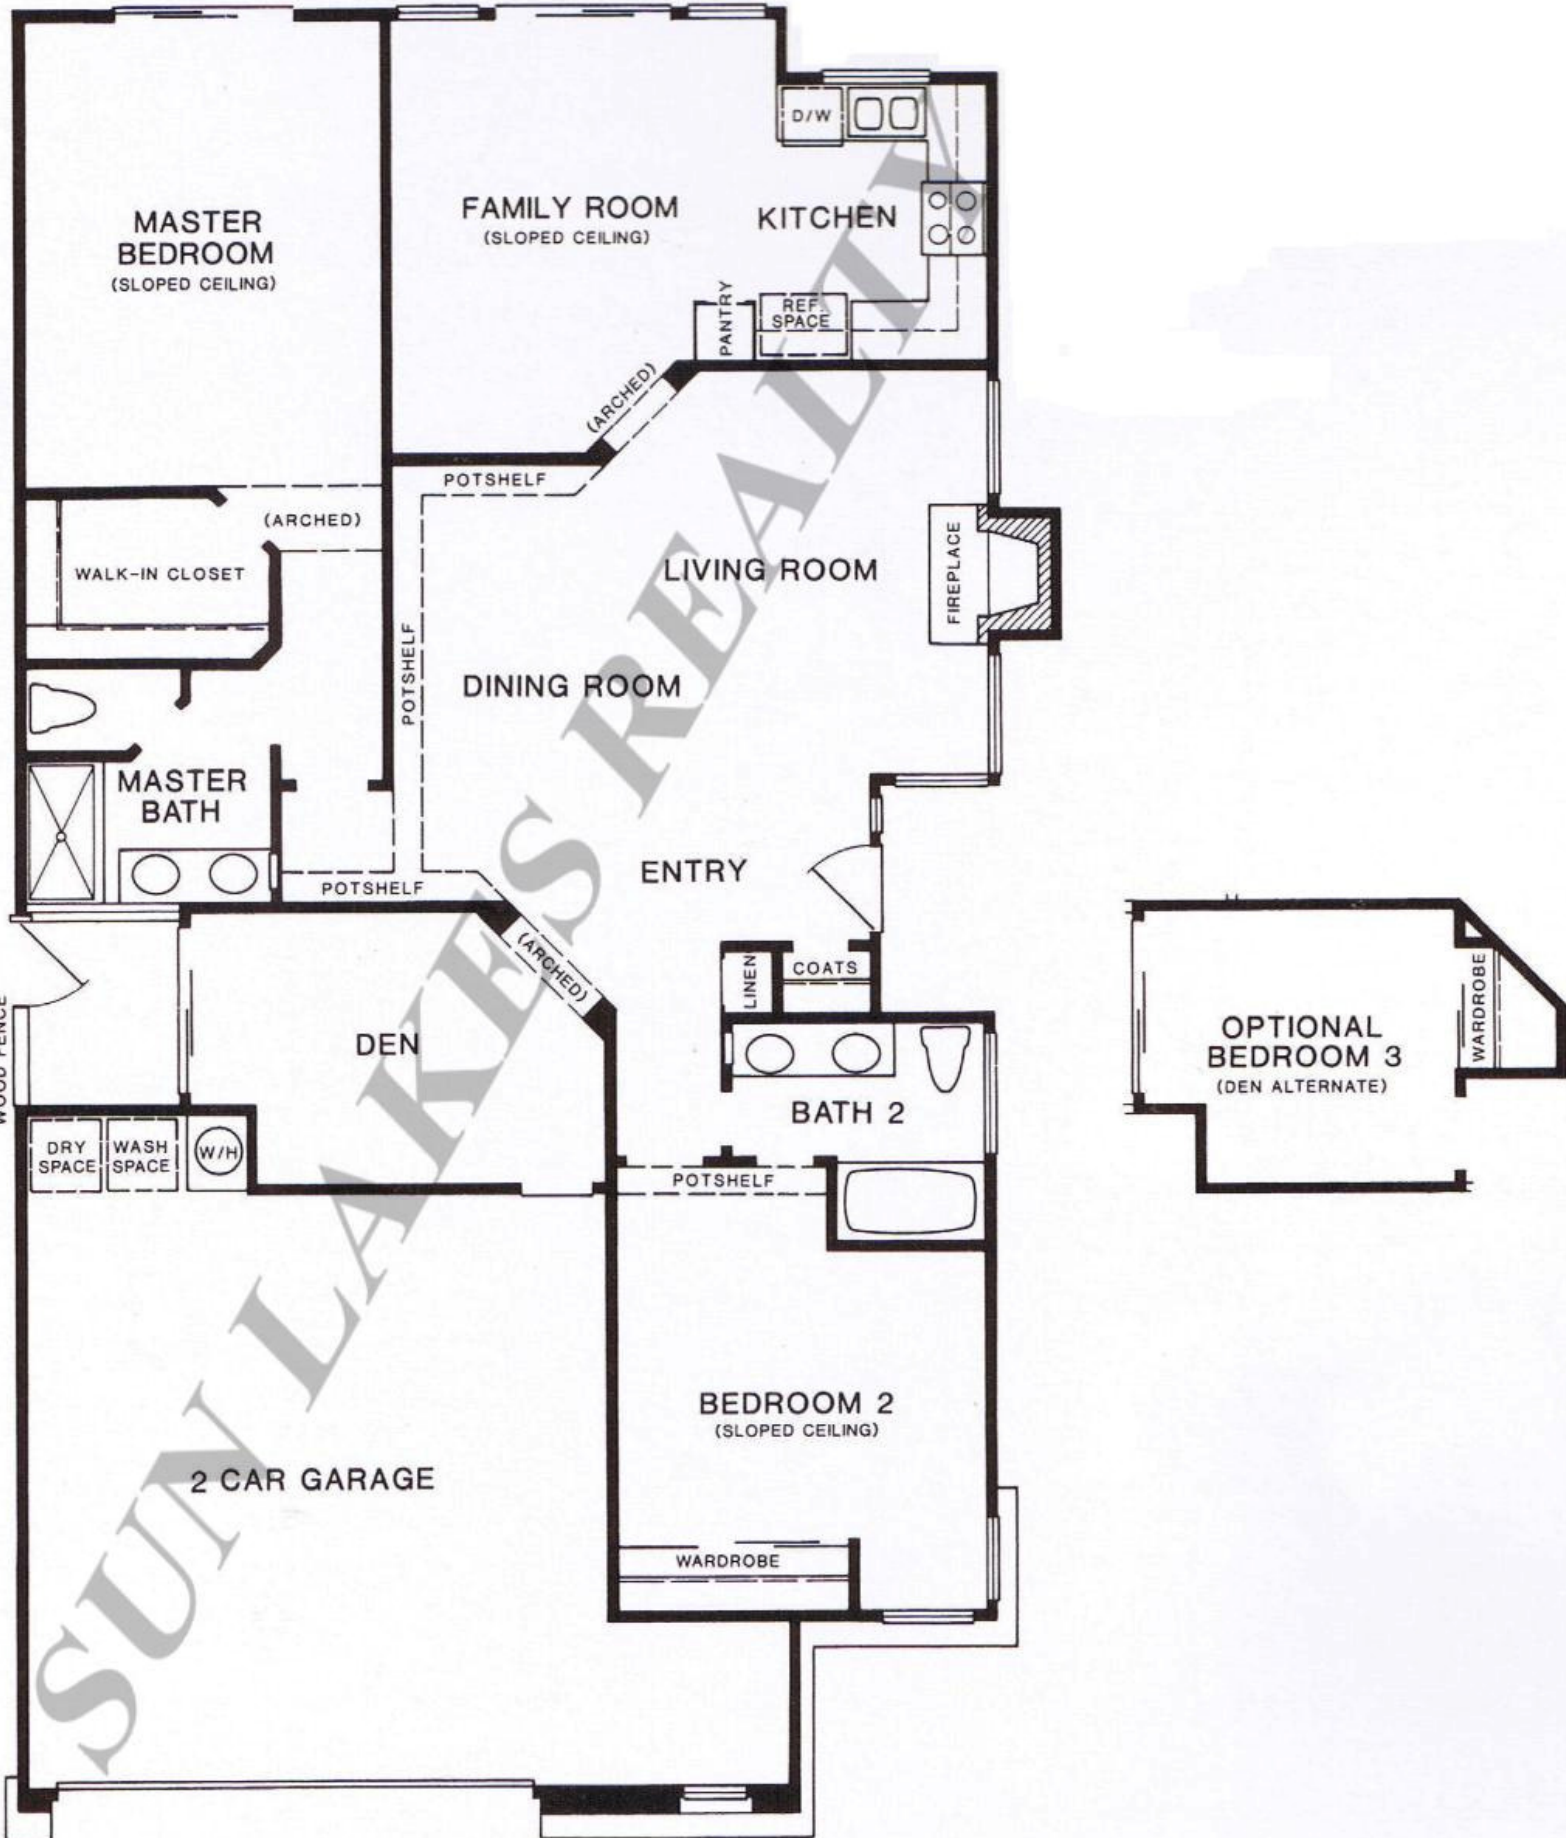 MASTER
BEDROOM
(SLOPED CEILING)
FAMILY ROOM
(SLOPED CEILING)
D/W
KITCHEN
PANTRY
REF.
SPACE
(ARCHED)
POTSHELF
(ARCHED)
WALK-IN CLOSET
LIVING ROOM
FIREPLACE
POTSHELF
DINING ROOM
MASTER
BATH
ENTRY
POTSHELF
(ARCHED)
LINEN
COATS
WOOD FENCE
DEN
BATH 2
DRY
SPACE
WASH
SPACE
W/H
POTSHELF
BEDROOM 2
(SLOPED CEILING)
2 CAR GARAGE
WARDROBE
OPTIONAL
BEDROOM 3
(DEN ALTERNATE)
WARDROBE
SUN LAKES REALTY